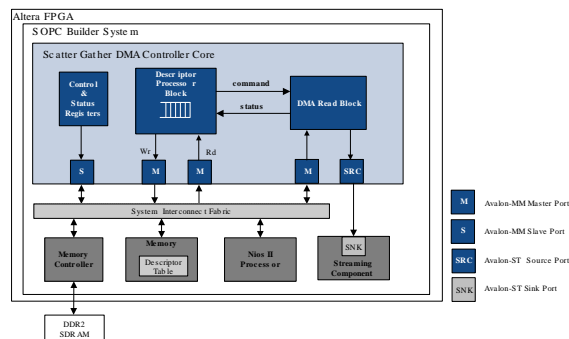 Altera FPGA
SOPC Builder System
Scatter Gather DMA Controller Core
Control
&
Status
Registers
Descriptor
Processor
Block
command
status
DMA Read Block
Wr
Rd
S
M
M
M
SRC
System Interconnect Fabric
Memory
Controller
Memory
Descriptor
Table
Nios II
Processor
SNK
Streaming
Component
DDR2
SDRAM
M Avalon-MM Master Port
S Avalon-MM Slave Port
SRC Avalon-ST Source Port
SNK Avalon-ST Sink Port